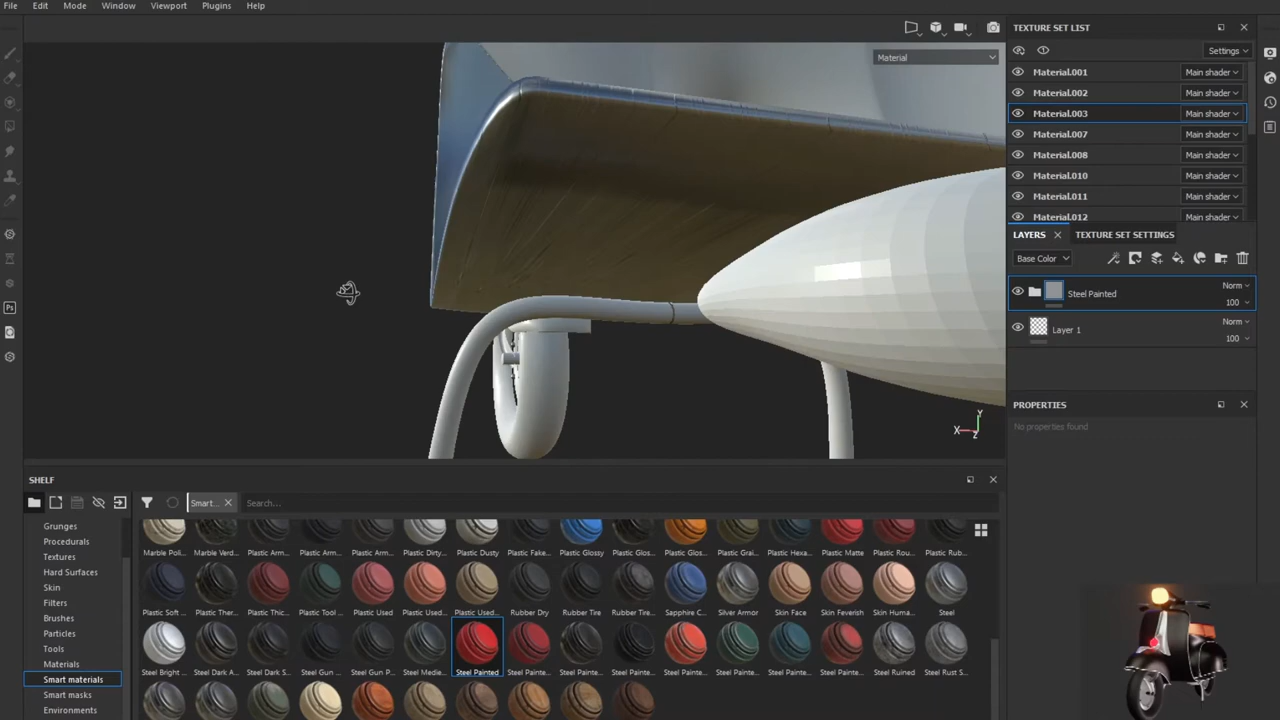 File Edit Mode Window Viewport Plugins Help
Material
TEXTURE SET LIST
Settings
Material.001 Main shader
Material.002 Main shader
Material.003 Main shader
Material.007 Main shader
Material.008 Main shader
Material.010 Main shader
Material.011 Main shader
Material.012 Main shader
LAYERS TEXTURE SET SETTINGS
Base Color
Steel Painted Norm 100
Layer 1 Norm 100
PROPERTIES
No properties found
Y
X
Z
SHELF
Smart... Search...
Grunges
Procedurals
Textures
Hard Surfaces
Skin
Filters
Brushes
Particles
Tools
Materials
Smart materials
Smart masks
Environments
Ps
Marble Poli... Marble Verd... Plastic Arm... Plastic Arm... Plastic Arm... Plastic Dirty... Plastic Dusty Plastic Fake... Plastic Glossy Plastic Glos... Plastic Glos... Plastic Grai... Plastic Hexa... Plastic Matte Plastic Rou... Plastic Rub...
Plastic Soft ... Plastic Ther... Plastic Thic... Plastic Tool ... Plastic Used Plastic Used... Plastic Used... Rubber Dry Rubber Tire Rubber Tire... Sapphire C... Silver Armor Skin Face Skin Feverish Skin Huma... Steel
Steel Bright ... Steel Dark A... Steel Dark S... Steel Gun ... Steel Gun P... Steel Medie... Steel Painted Steel Painte... Steel Painte... Steel Painte... Steel Painte... Steel Painte... Steel Painte... Steel Painte... Steel Ruined Steel Rust S...